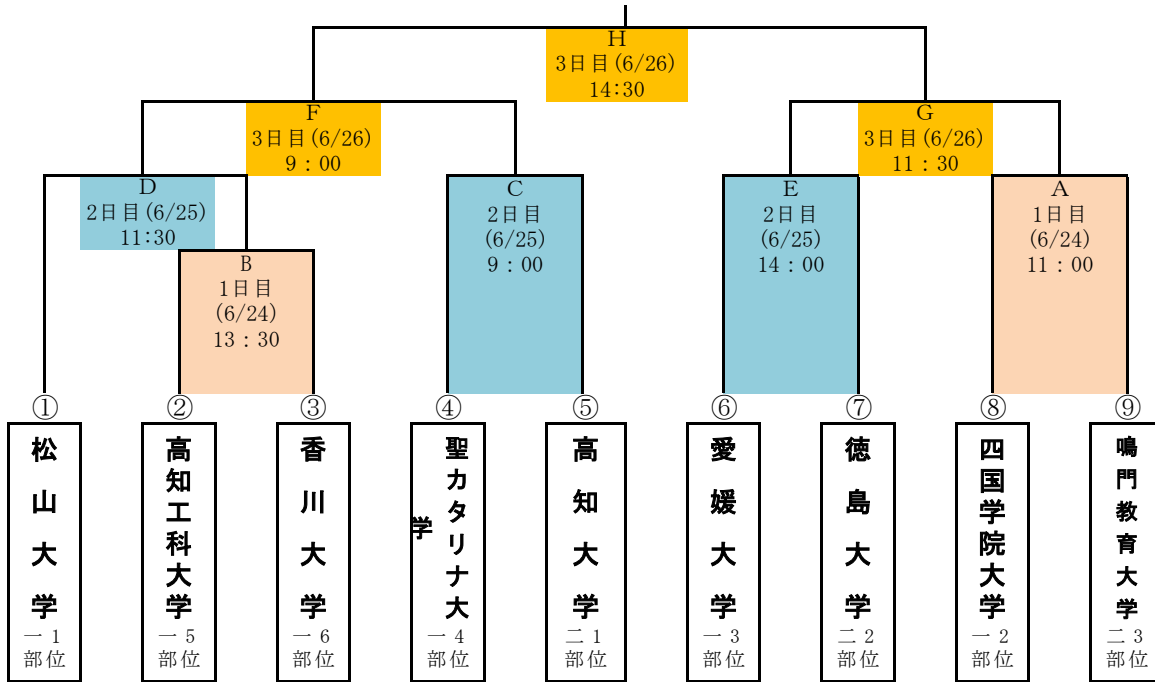 H
3日目(6/26)
14:30
F
3日目(6/26)
9：00
G
3日目(6/26)
11：30
D
2日目(6/25)
11:30
C
2日目
(6/25)
9：00
E
2日目
(6/25)
14：00
A
1日目
(6/24)
11：00
B
1日目
(6/24)
13：30
①
②
③
④
⑤
⑥
⑦
⑧
⑨
松山大学
一部
1位
高知工科大学
一部
5位
香川大学
一部
6位
聖カタリナ大
学
一部
4位
高知大学
二部
1位
愛媛大学
一部
3位
徳島大学
二部
2位
四国学院大学
一部
2位
鳴門教育大学
二部
3位